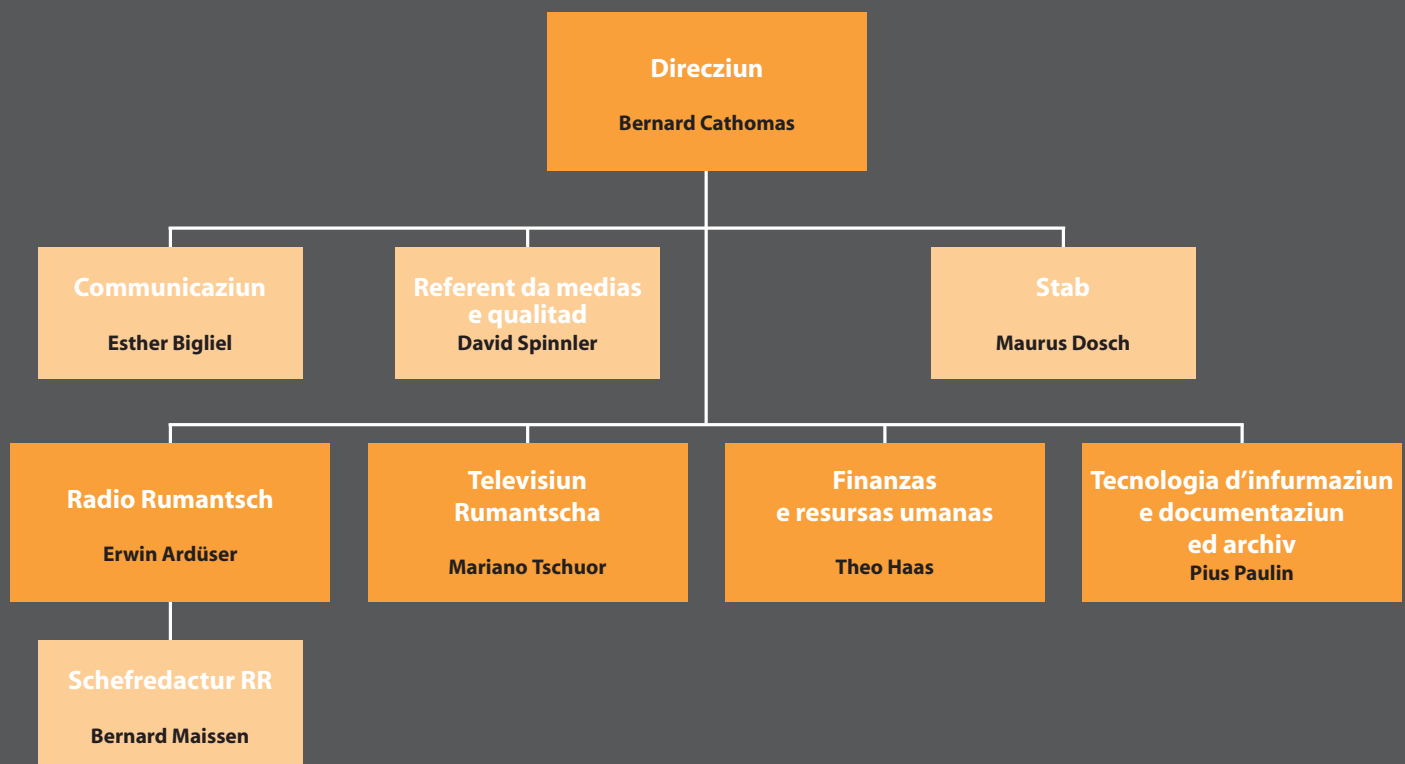 Direcziun
Bernard Cathomas
Communicaziun
Esther Bigliel
Referent da medias
e qualitad
David Spinnler
Stab
Maurus Dosch
Radio Rumantsch
Erwin Ardüser
Televisiun
Rumantscha
Mariano Tschuor
Finanzas
e resursas umanas
Theo Haas
Tecnologia d’infurmaziun
e documentaziun
ed archiv
Pius Paulin
Schefredactur RR
Bernard Maissen